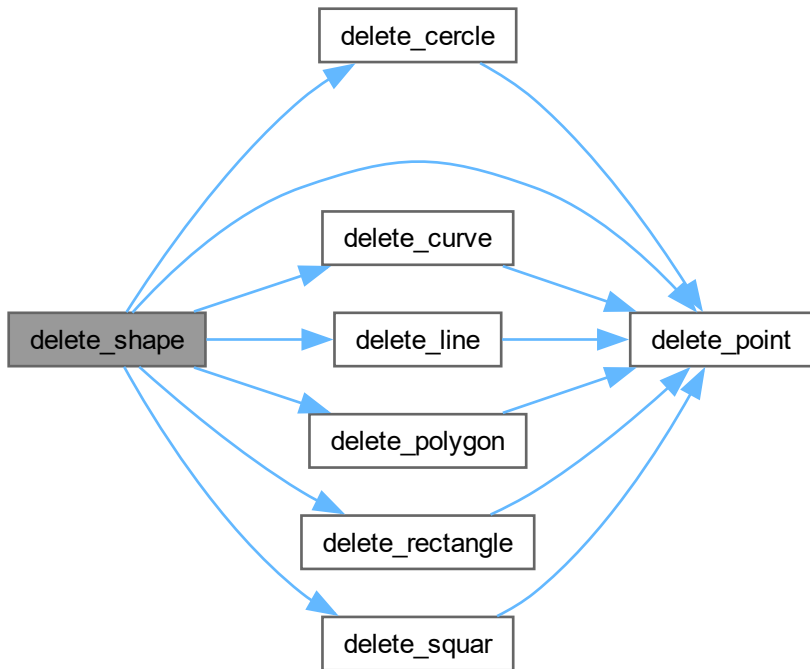 delete_cercle
delete_curve
delete_shape
delete_line
delete_point
delete_polygon
delete_rectangle
delete_squar